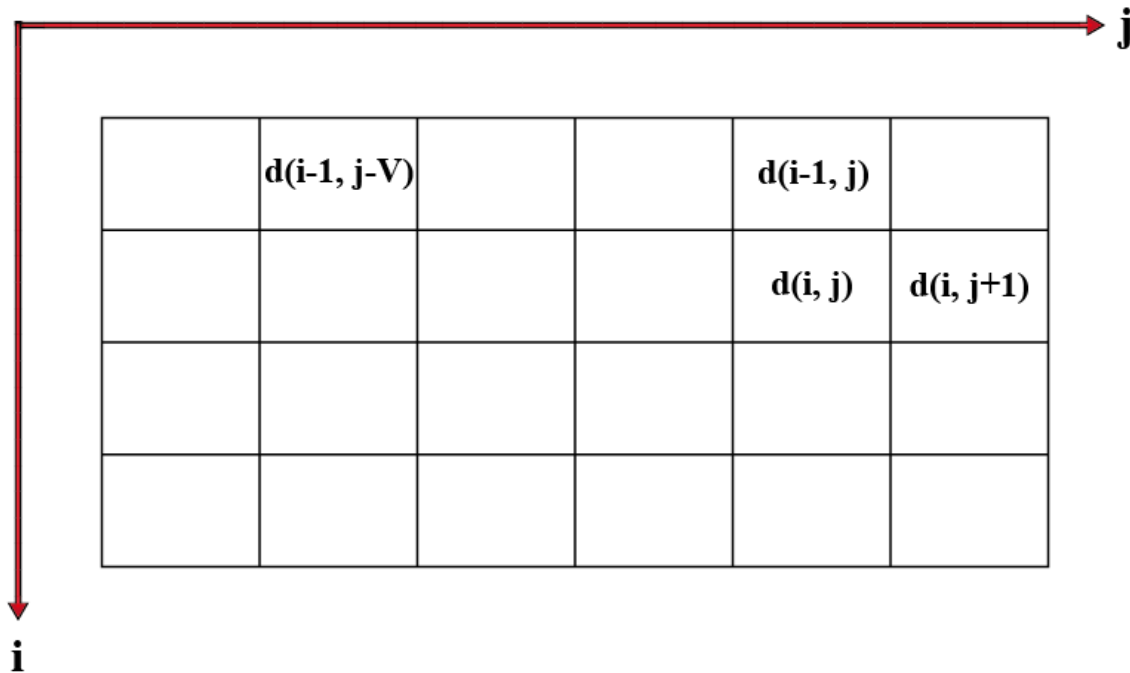 j
d(i-1, j-V)
d(i-1, j)
d(i, j)
d(i, j+1)
i